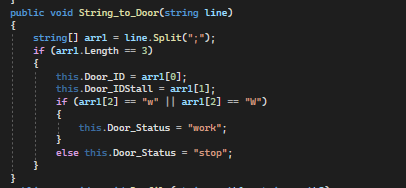 public void String_to_Door(string line)
{
string[] arr1 = line.Split(";");
if (arr1.Length == 3)
{
this.Door_ID = arr1[0];
this.Door_IDStall = arr1[1];
if (arr1[2] == "w" || arr1[2] == "W")
{
this.Door_Status = "work";
}
else this.Door_Status = "stop";
}
}